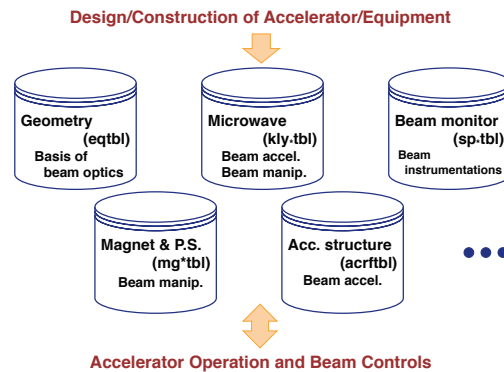 Design/Construction of Accelerator/Equipment
Geometry
(eqtbl)
Basis of
beam optics
Microwave
(kly*tbl)
Beam accel.
Beam manip.
Beam monitor
(sp*tbl)
Beam
instrumentations
Magnet & P.S.
(mg*tbl)
Beam manip.
Acc. structure
(acrftbl)
Beam accel.
Accelerator Operation and Beam Controls